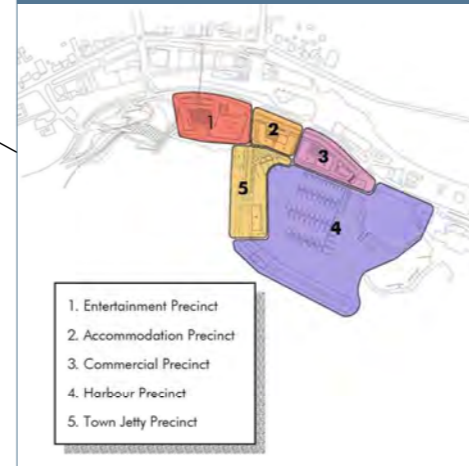 1
2
3
5
4
1. Entertainment Precinct
2. Accommodation Precinct
3. Commercial Precinct
4. Harbour Precinct
5. Town Jetty Precinct